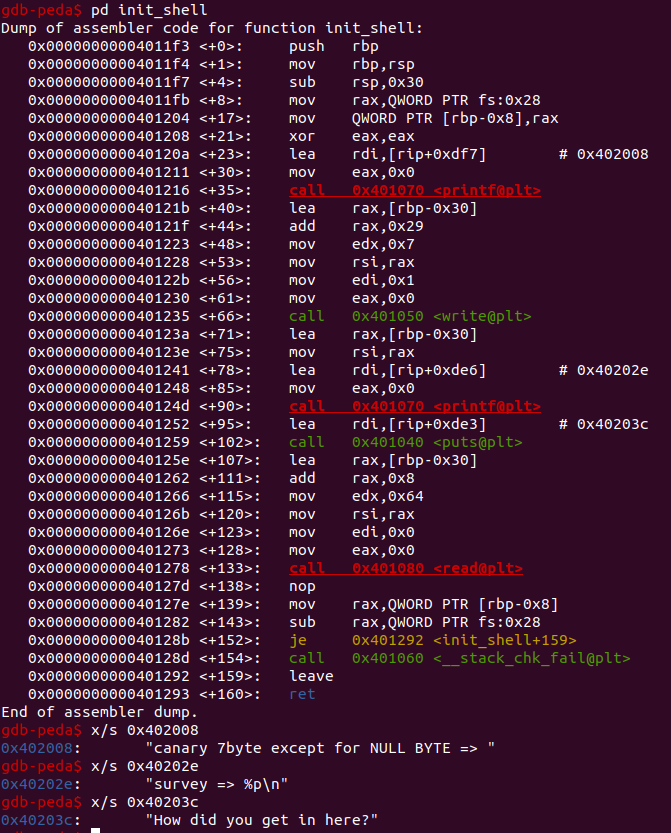 gdb-peda$ pd init_shell
Dump of assembler code for function init_shell:
   0x00000000004011f3 <+0>:	push   rbp
   0x00000000004011f4 <+1>:	mov    rbp,rsp
   0x00000000004011f7 <+4>:	sub    rsp,0x30
   0x00000000004011fb <+8>:	mov    rax,QWORD PTR fs:0x28
   0x0000000000401204 <+17>:	mov    QWORD PTR [rbp-0x8],rax
   0x0000000000401208 <+21>:	xor    eax,eax
   0x000000000040120a <+23>:	lea    rdi,[rip+0xdf7]        # 0x402008
   0x0000000000401211 <+30>:	mov    eax,0x0
   0x0000000000401216 <+35>:	call   0x401070 <printf@plt>
   0x000000000040121b <+40>:	lea    rax,[rbp-0x30]
   0x000000000040121f <+44>:	add    rax,0x29
   0x0000000000401223 <+48>:	mov    edx,0x7
   0x0000000000401228 <+53>:	mov    rsi,rax
   0x000000000040122b <+56>:	mov    edi,0x1
   0x0000000000401230 <+61>:	mov    eax,0x0
   0x0000000000401235 <+66>:	call   0x401050 <write@plt>
   0x000000000040123a <+71>:	lea    rax,[rbp-0x30]
   0x000000000040123e <+75>:	mov    rsi,rax
   0x0000000000401241 <+78>:	lea    rdi,[rip+0xde6]        # 0x40202e
   0x0000000000401248 <+85>:	mov    eax,0x0
   0x000000000040124d <+90>:	call   0x401070 <printf@plt>
   0x0000000000401252 <+95>:	lea    rdi,[rip+0xde3]        # 0x40203c
   0x0000000000401259 <+102>:	call   0x401040 <puts@plt>
   0x000000000040125e <+107>:	lea    rax,[rbp-0x30]
   0x0000000000401262 <+111>:	add    rax,0x8
   0x0000000000401266 <+115>:	mov    edx,0x64
   0x000000000040126b <+120>:	mov    rsi,rax
   0x000000000040126e <+123>:	mov    edi,0x0
   0x0000000000401273 <+128>:	mov    eax,0x0
   0x0000000000401278 <+133>:	call   0x401080 <read@plt>
   0x000000000040127d <+138>:	nop
   0x000000000040127e <+139>:	mov    rax,QWORD PTR [rbp-0x8]
   0x0000000000401282 <+143>:	sub    rax,QWORD PTR fs:0x28
   0x000000000040128b <+152>:	je     0x401292 <init_shell+159>
   0x000000000040128d <+154>:	call   0x401060 <__stack_chk_fail@plt>
   0x0000000000401292 <+159>:	leave
   0x0000000000401293 <+160>:	ret
End of assembler dump.
gdb-peda$ x/s 0x402008
0x402008:	"canary 7byte except for NULL BYTE => "
gdb-peda$ x/s 0x40202e
0x40202e:	"survey => %p\n"
gdb-peda$ x/s 0x40203c
0x40203c:	"How did you get in here?"
gdb-peda$